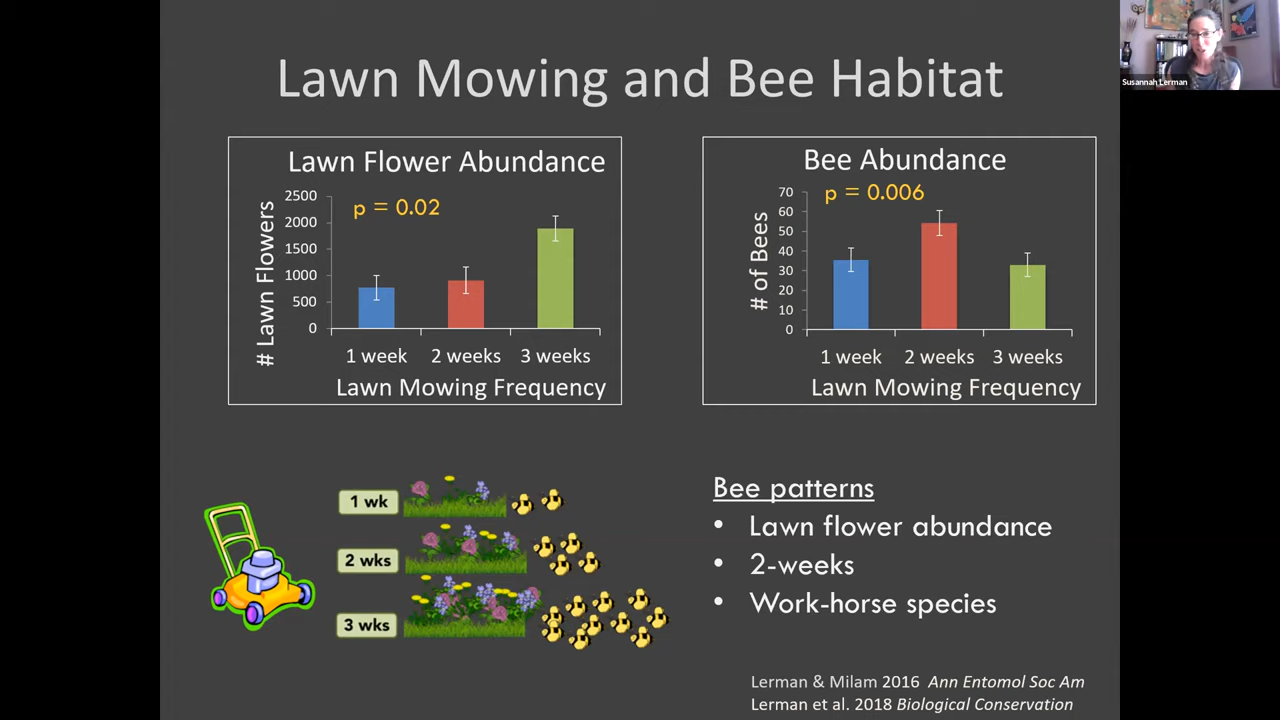 Lawn Mowing and Bee Habitat
Susannah Lerman
Lawn Flower Abundance
p = 0.02
# Lawn Flowers
2500
2000
1500
1000
500
0
1 week 2 weeks 3 weeks
Lawn Mowing Frequency
Bee Abundance
p = 0.006
# of Bees
70
60
50
40
30
20
10
0
1 week 2 weeks 3 weeks
Lawn Mowing Frequency
1 wk
2 wks
3 wks
Bee patterns
• Lawn flower abundance
• 2-weeks
• Work-horse species
Lerman & Milam 2016 Ann Entomol Soc Am
Lerman et al. 2018 Biological Conservation